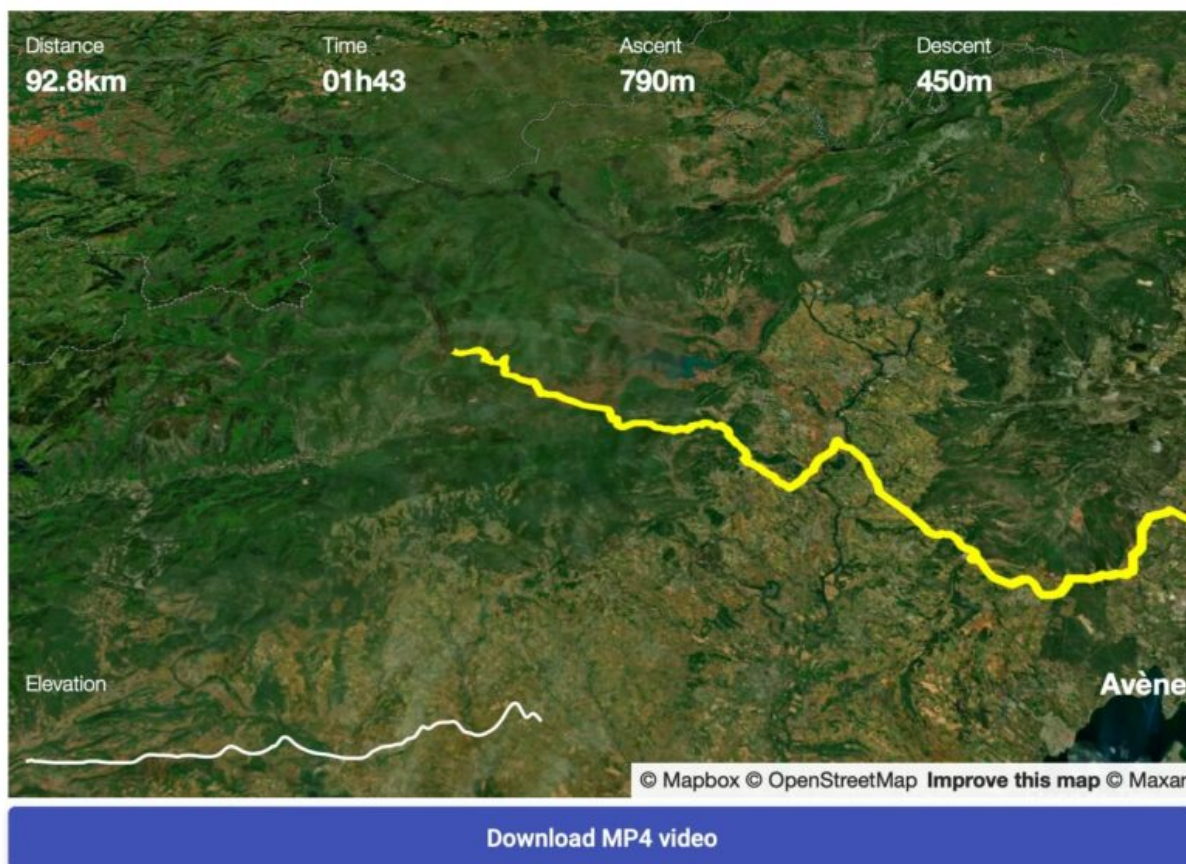 Distance
92.8km
Time
01h43
Ascent
790m
Descent
450m
Elevation
Avène
© Mapbox © OpenStreetMap Improve this map © Maxar
Download MP4 video